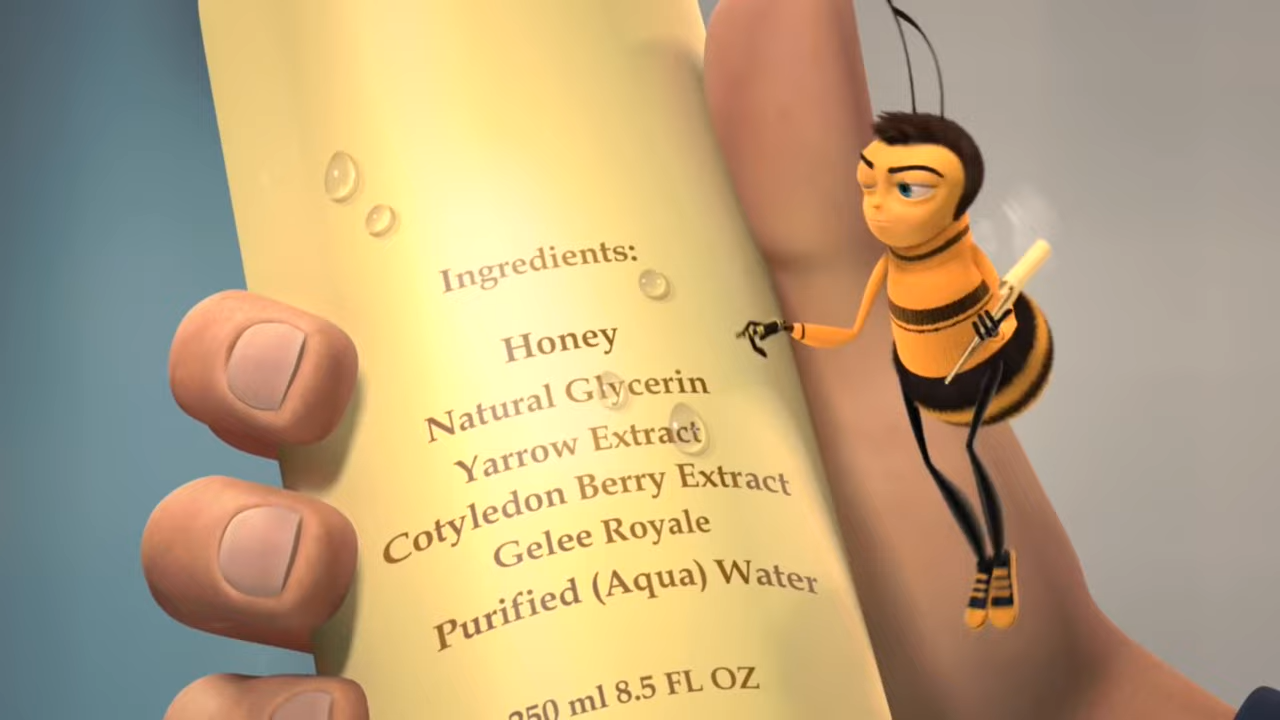 Ingredients:
Honey
Natural Glycerin
Yarrow Extract
Cotyledon Berry Extract
Gelee Royale
Purified (Aqua) Water
250 ml 8.5 FL OZ